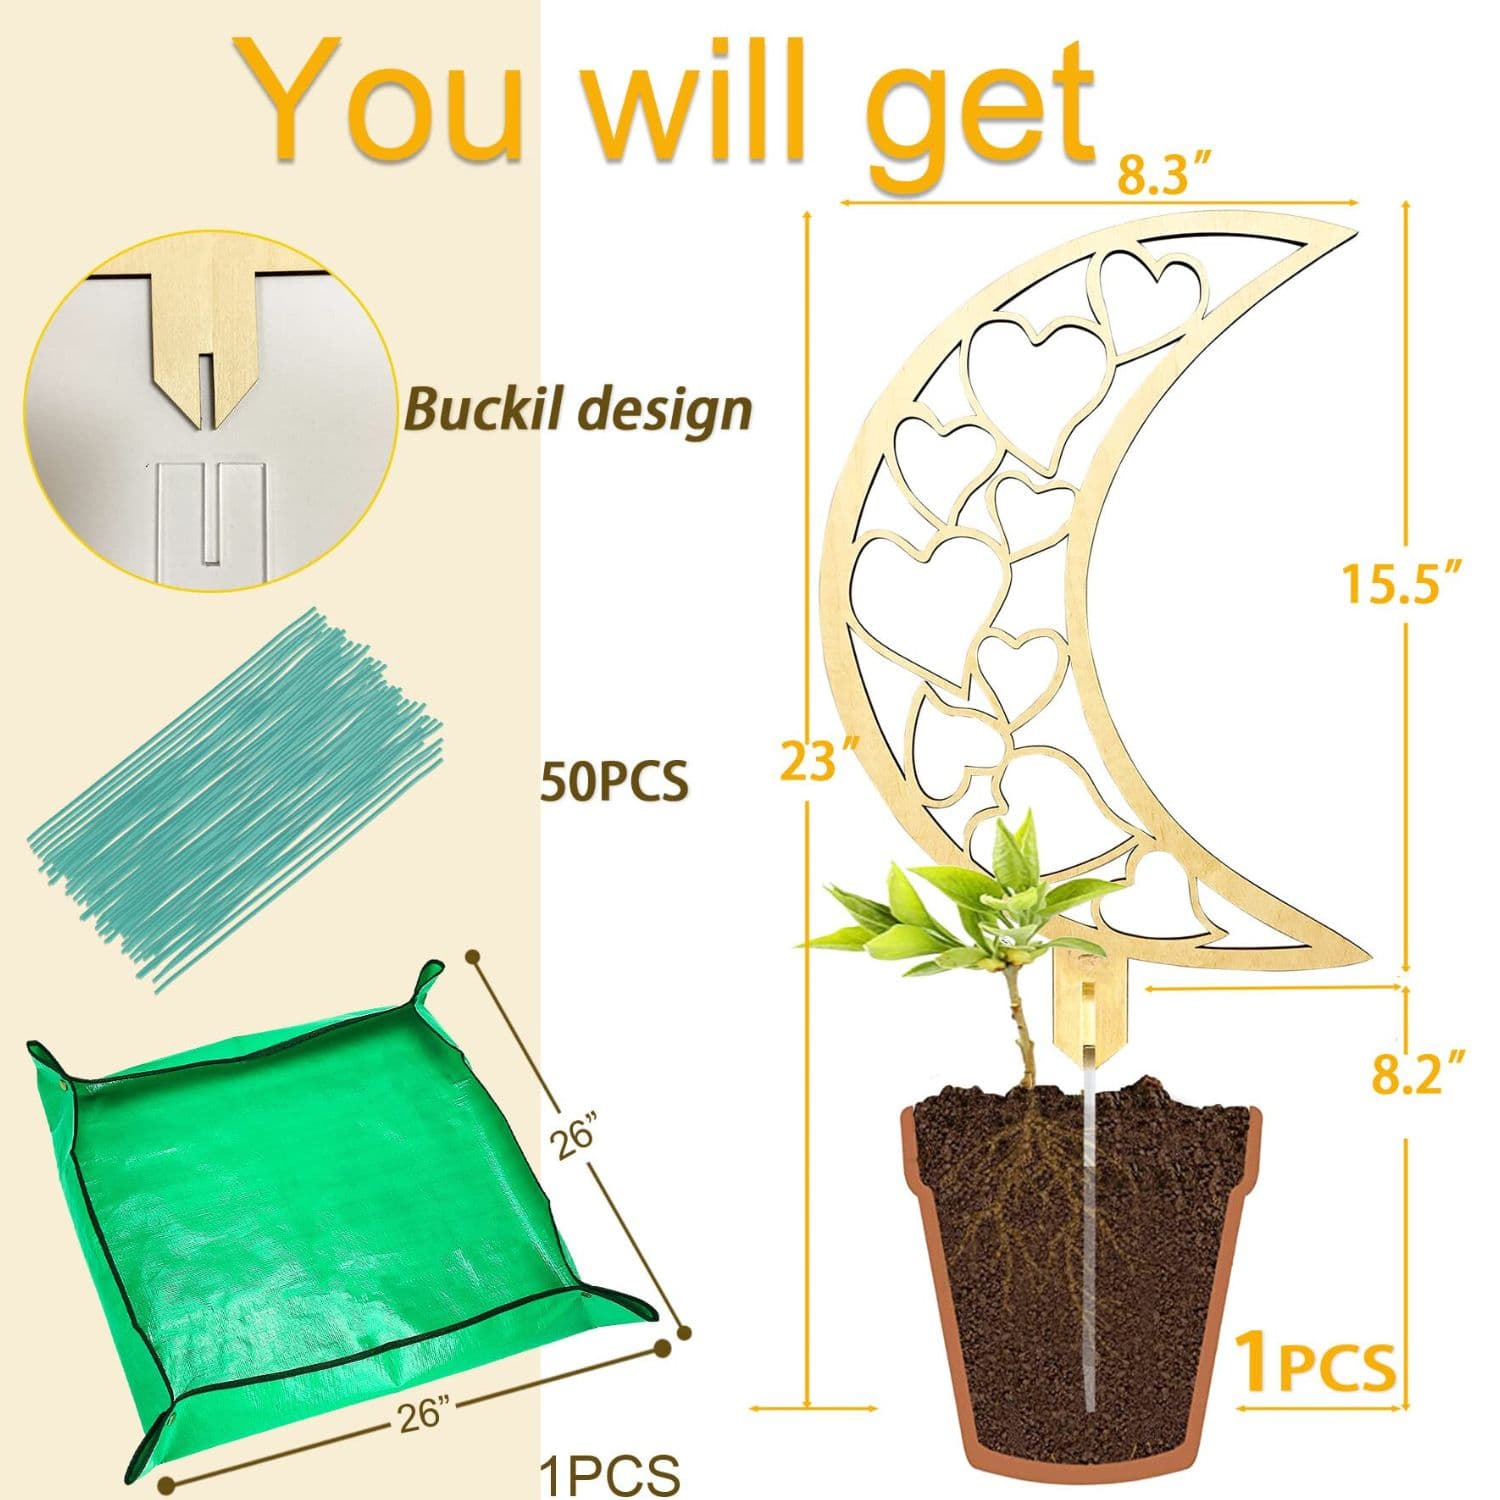 You will get
8.3″
Buckil design
15.5″
23″
50PCS
8.2″
26”
1PCS
26”
1PCS